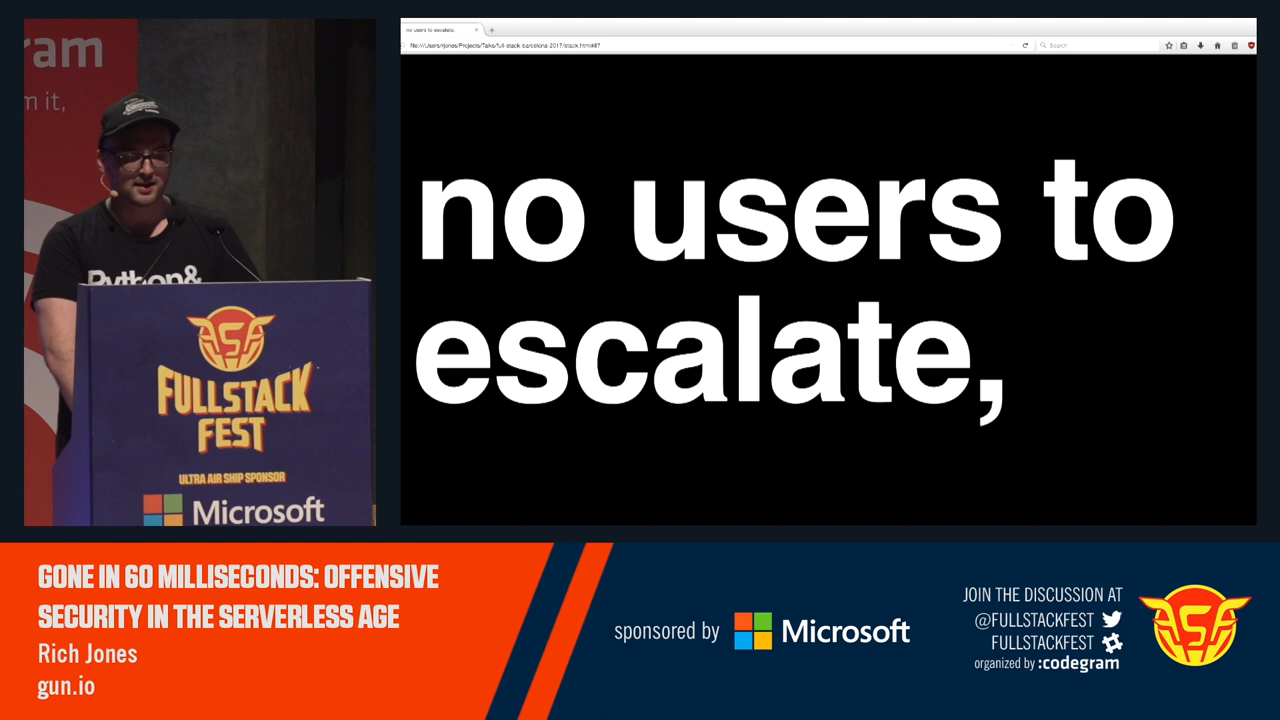 ram
m it,
Python&
FULLSTACK
FEST
ULTRA AIR SHIP SPONSOR
Microsoft
no users to escalate,
file:///Users/rjones/Projects/Talks/full-stack-barcelona-2017/stack.html#67
Search
no users to
escalate,
GONE IN 60 MILLISECONDS: OFFENSIVE
SECURITY IN THE SERVERLESS AGE
Rich Jones
gun.io
sponsored by Microsoft
JOIN THE DISCUSSION AT
@FULLSTACKFEST
FULLSTACKFEST
organized by :codegram